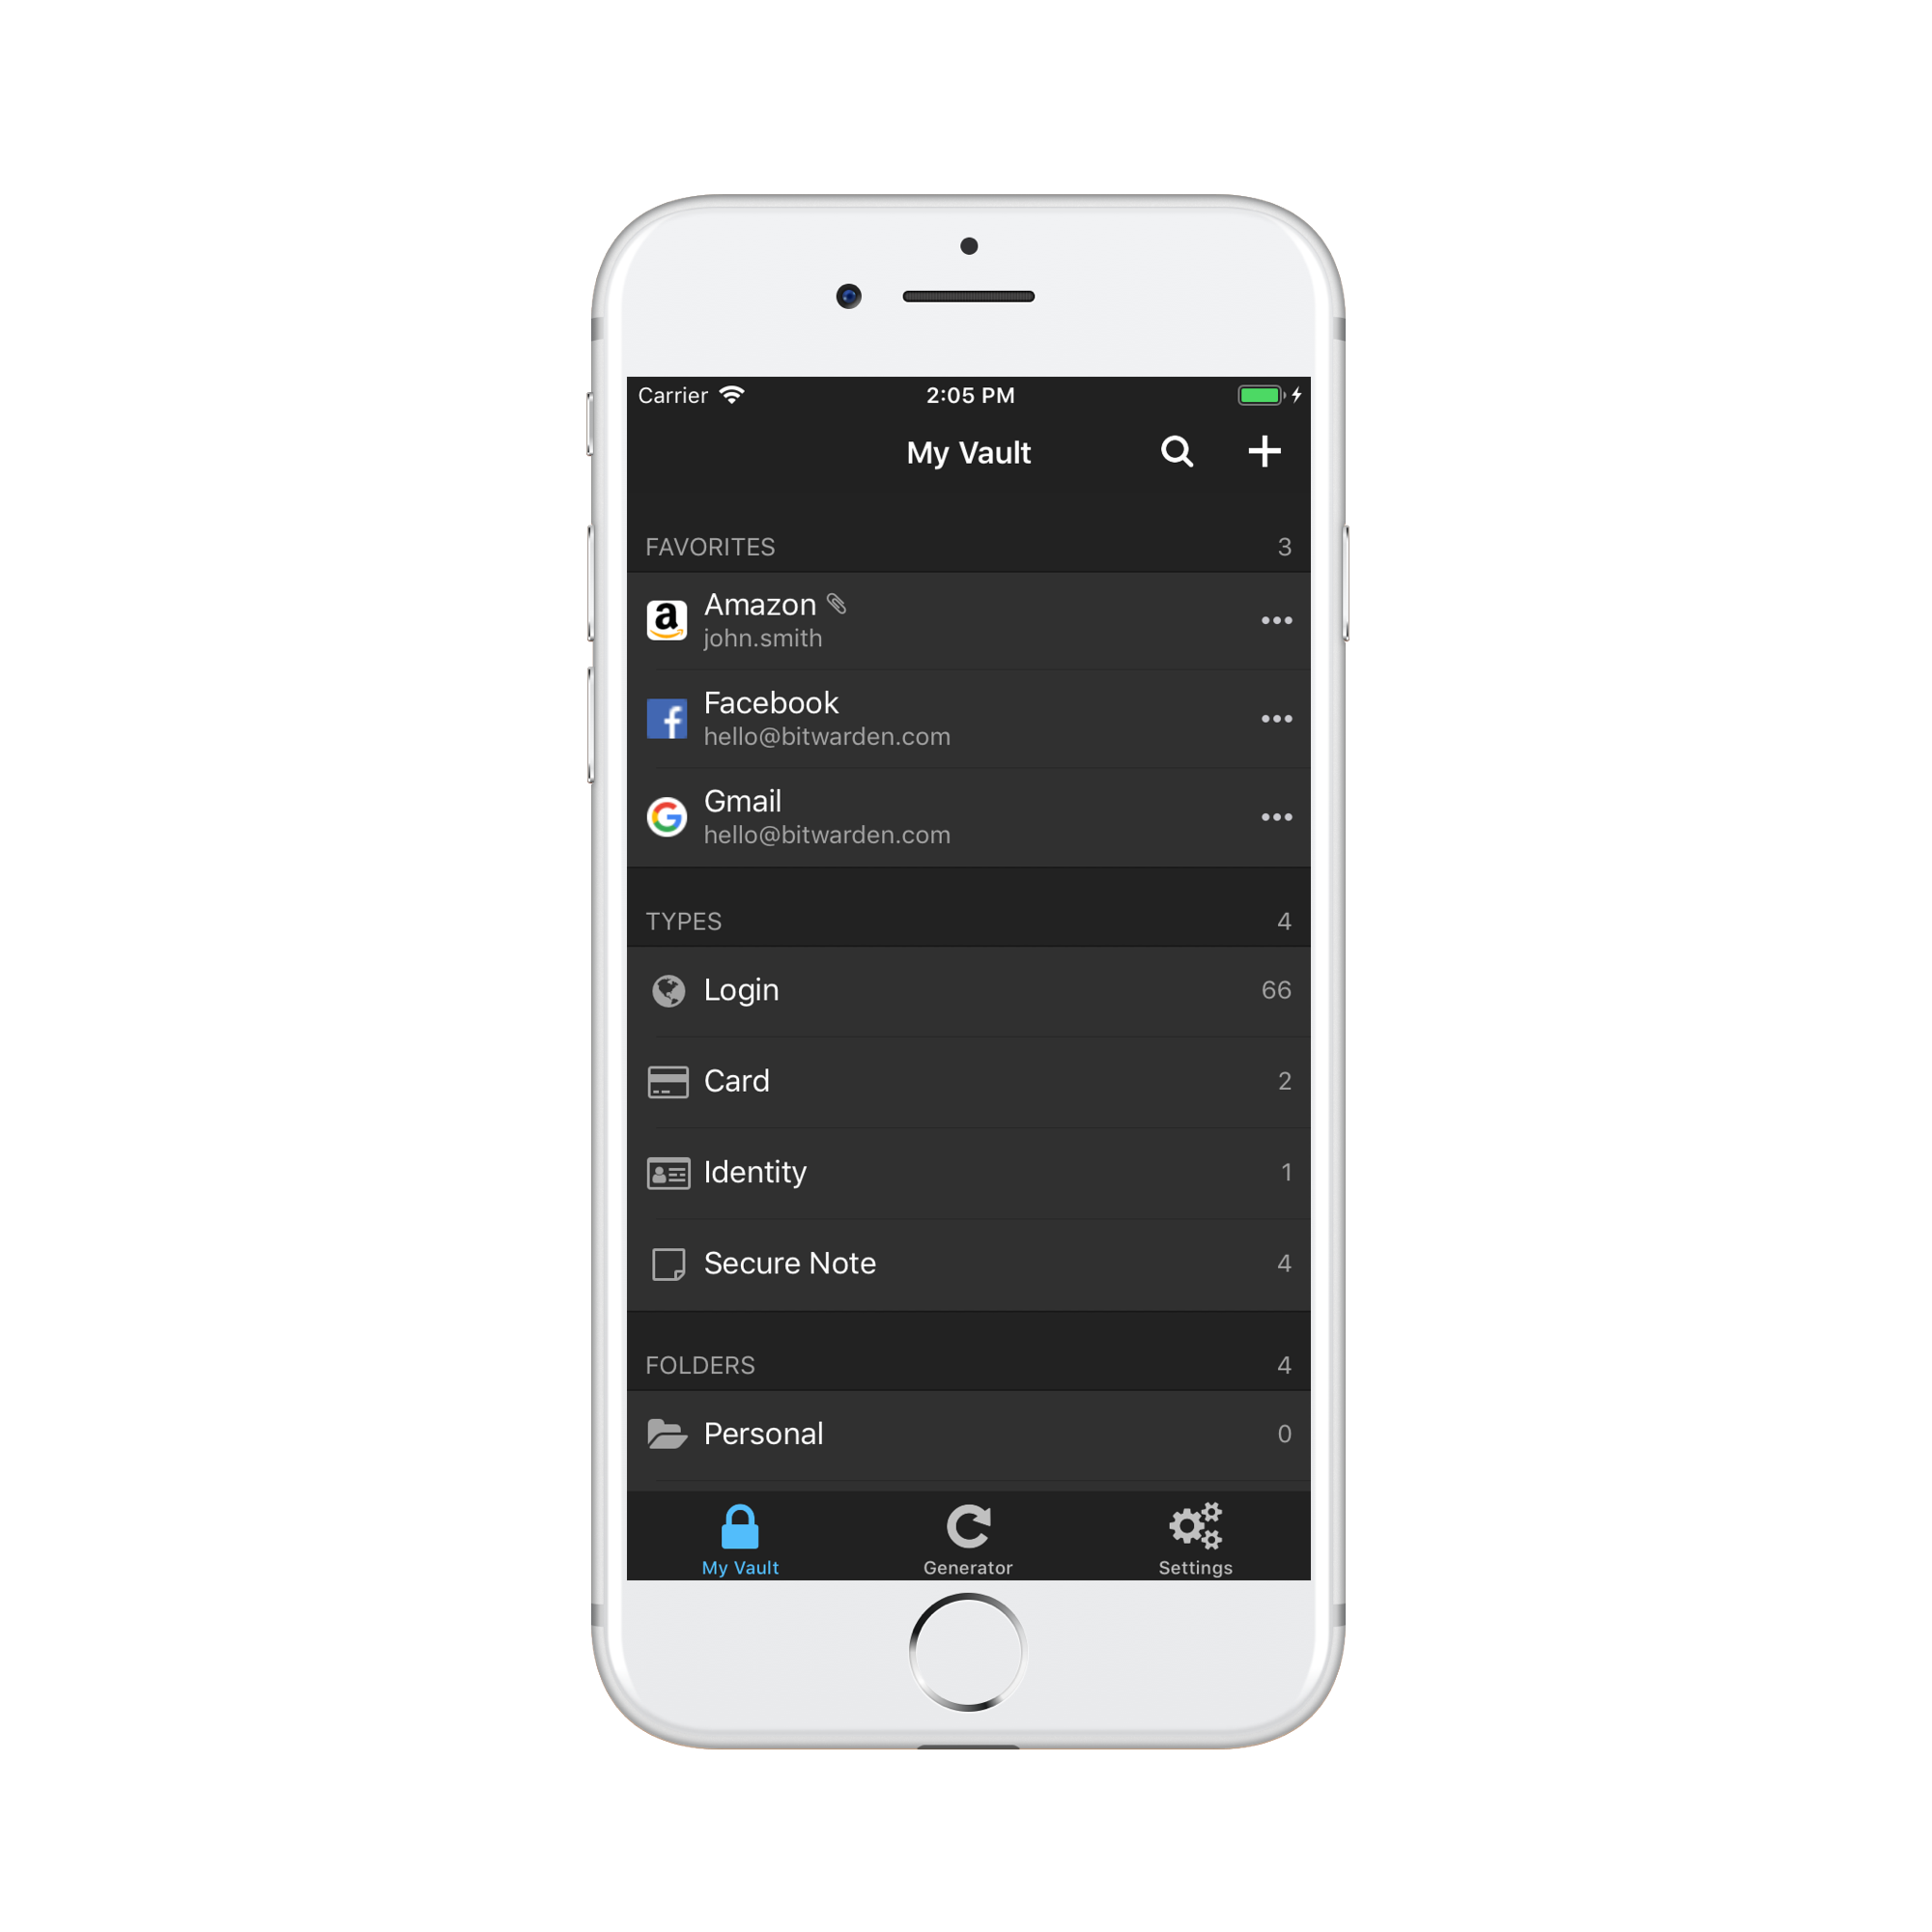 Carrier 2:05 PM
My Vault
FAVORITES 3
Amazon
john.smith
Facebook
hello@bitwarden.com
Gmail
hello@bitwarden.com
TYPES 4
Login 66
Card 2
Identity 1
Secure Note 4
FOLDERS 4
Personal 0
My Vault Generator Settings